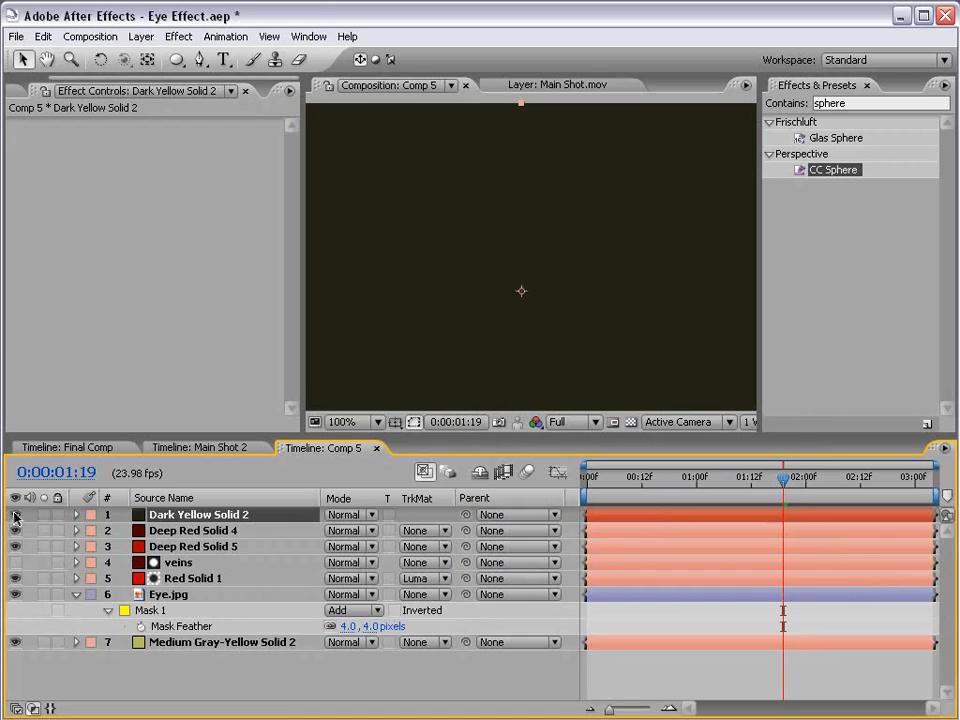 Adobe After Effects - Eye Effect.aep *
File Edit Composition Layer Effect Animation View Window Help
Workspace: Standard
Effect Controls: Dark Yellow Solid 2
Comp 5 * Dark Yellow Solid 2
Composition: Comp 5
Layer: Main Shot.mov
Effects & Presets
Contains: sphere
Frischluft
Glas Sphere
Perspective
CC Sphere
100% 0:00:01:19 Full Active Camera 1 V
Timeline: Final Comp Timeline: Main Shot 2 Timeline: Comp 5
0:00:01:19 (23.98 fps)
:00f 00:12f 01:00f 01:12f 02:00f 02:12f 03:00f
# Source Name Mode T TrkMat Parent
1 Dark Yellow Solid 2 Normal None
2 Deep Red Solid 4 Normal None None
3 Deep Red Solid 5 Normal None None
4 veins Normal None None
5 Red Solid 1 Normal Luma None
6 Eye.jpg Normal None None
Mask 1 Add Inverted
Mask Feather 4.0, 4.0 pixels
7 Medium Gray-Yellow Solid 2 Normal None None